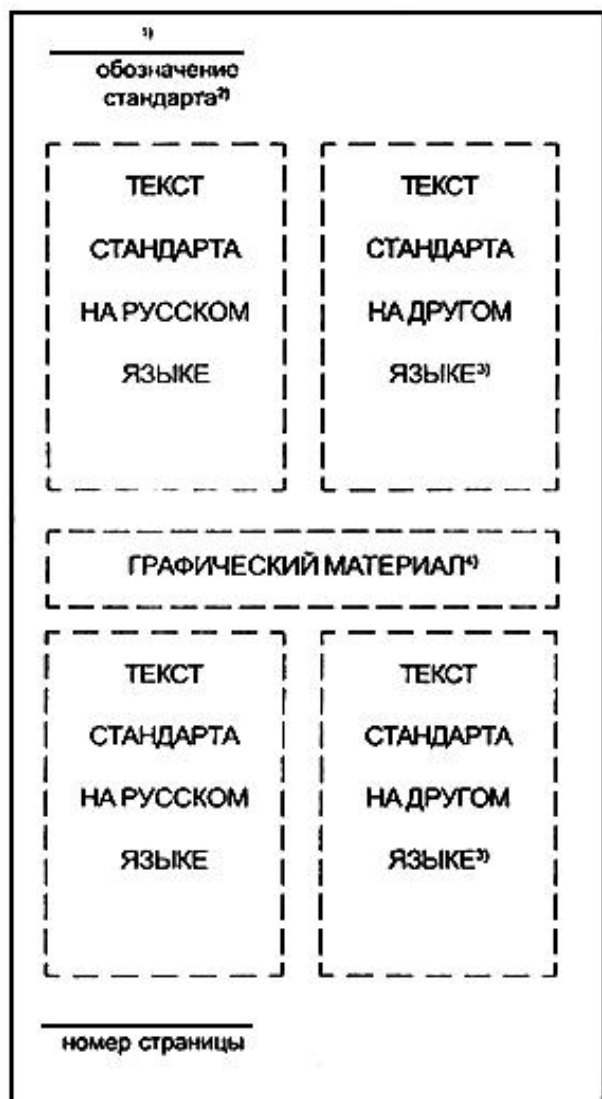 1)
обозначение
стандарта2)
ТЕКСТ
СТАНДАРТА
НА РУССКОМ
ЯЗЫКЕ
ТЕКСТ
СТАНДАРТА
НА ДРУГОМ
ЯЗЫКЕ3)
ГРАФИЧЕСКИЙ МАТЕРИАЛ4)
ТЕКСТ
СТАНДАРТА
НА РУССКОМ
ЯЗЫКЕ
ТЕКСТ
СТАНДАРТА
НА ДРУГОМ
ЯЗЫКЕ3)
номер страницы